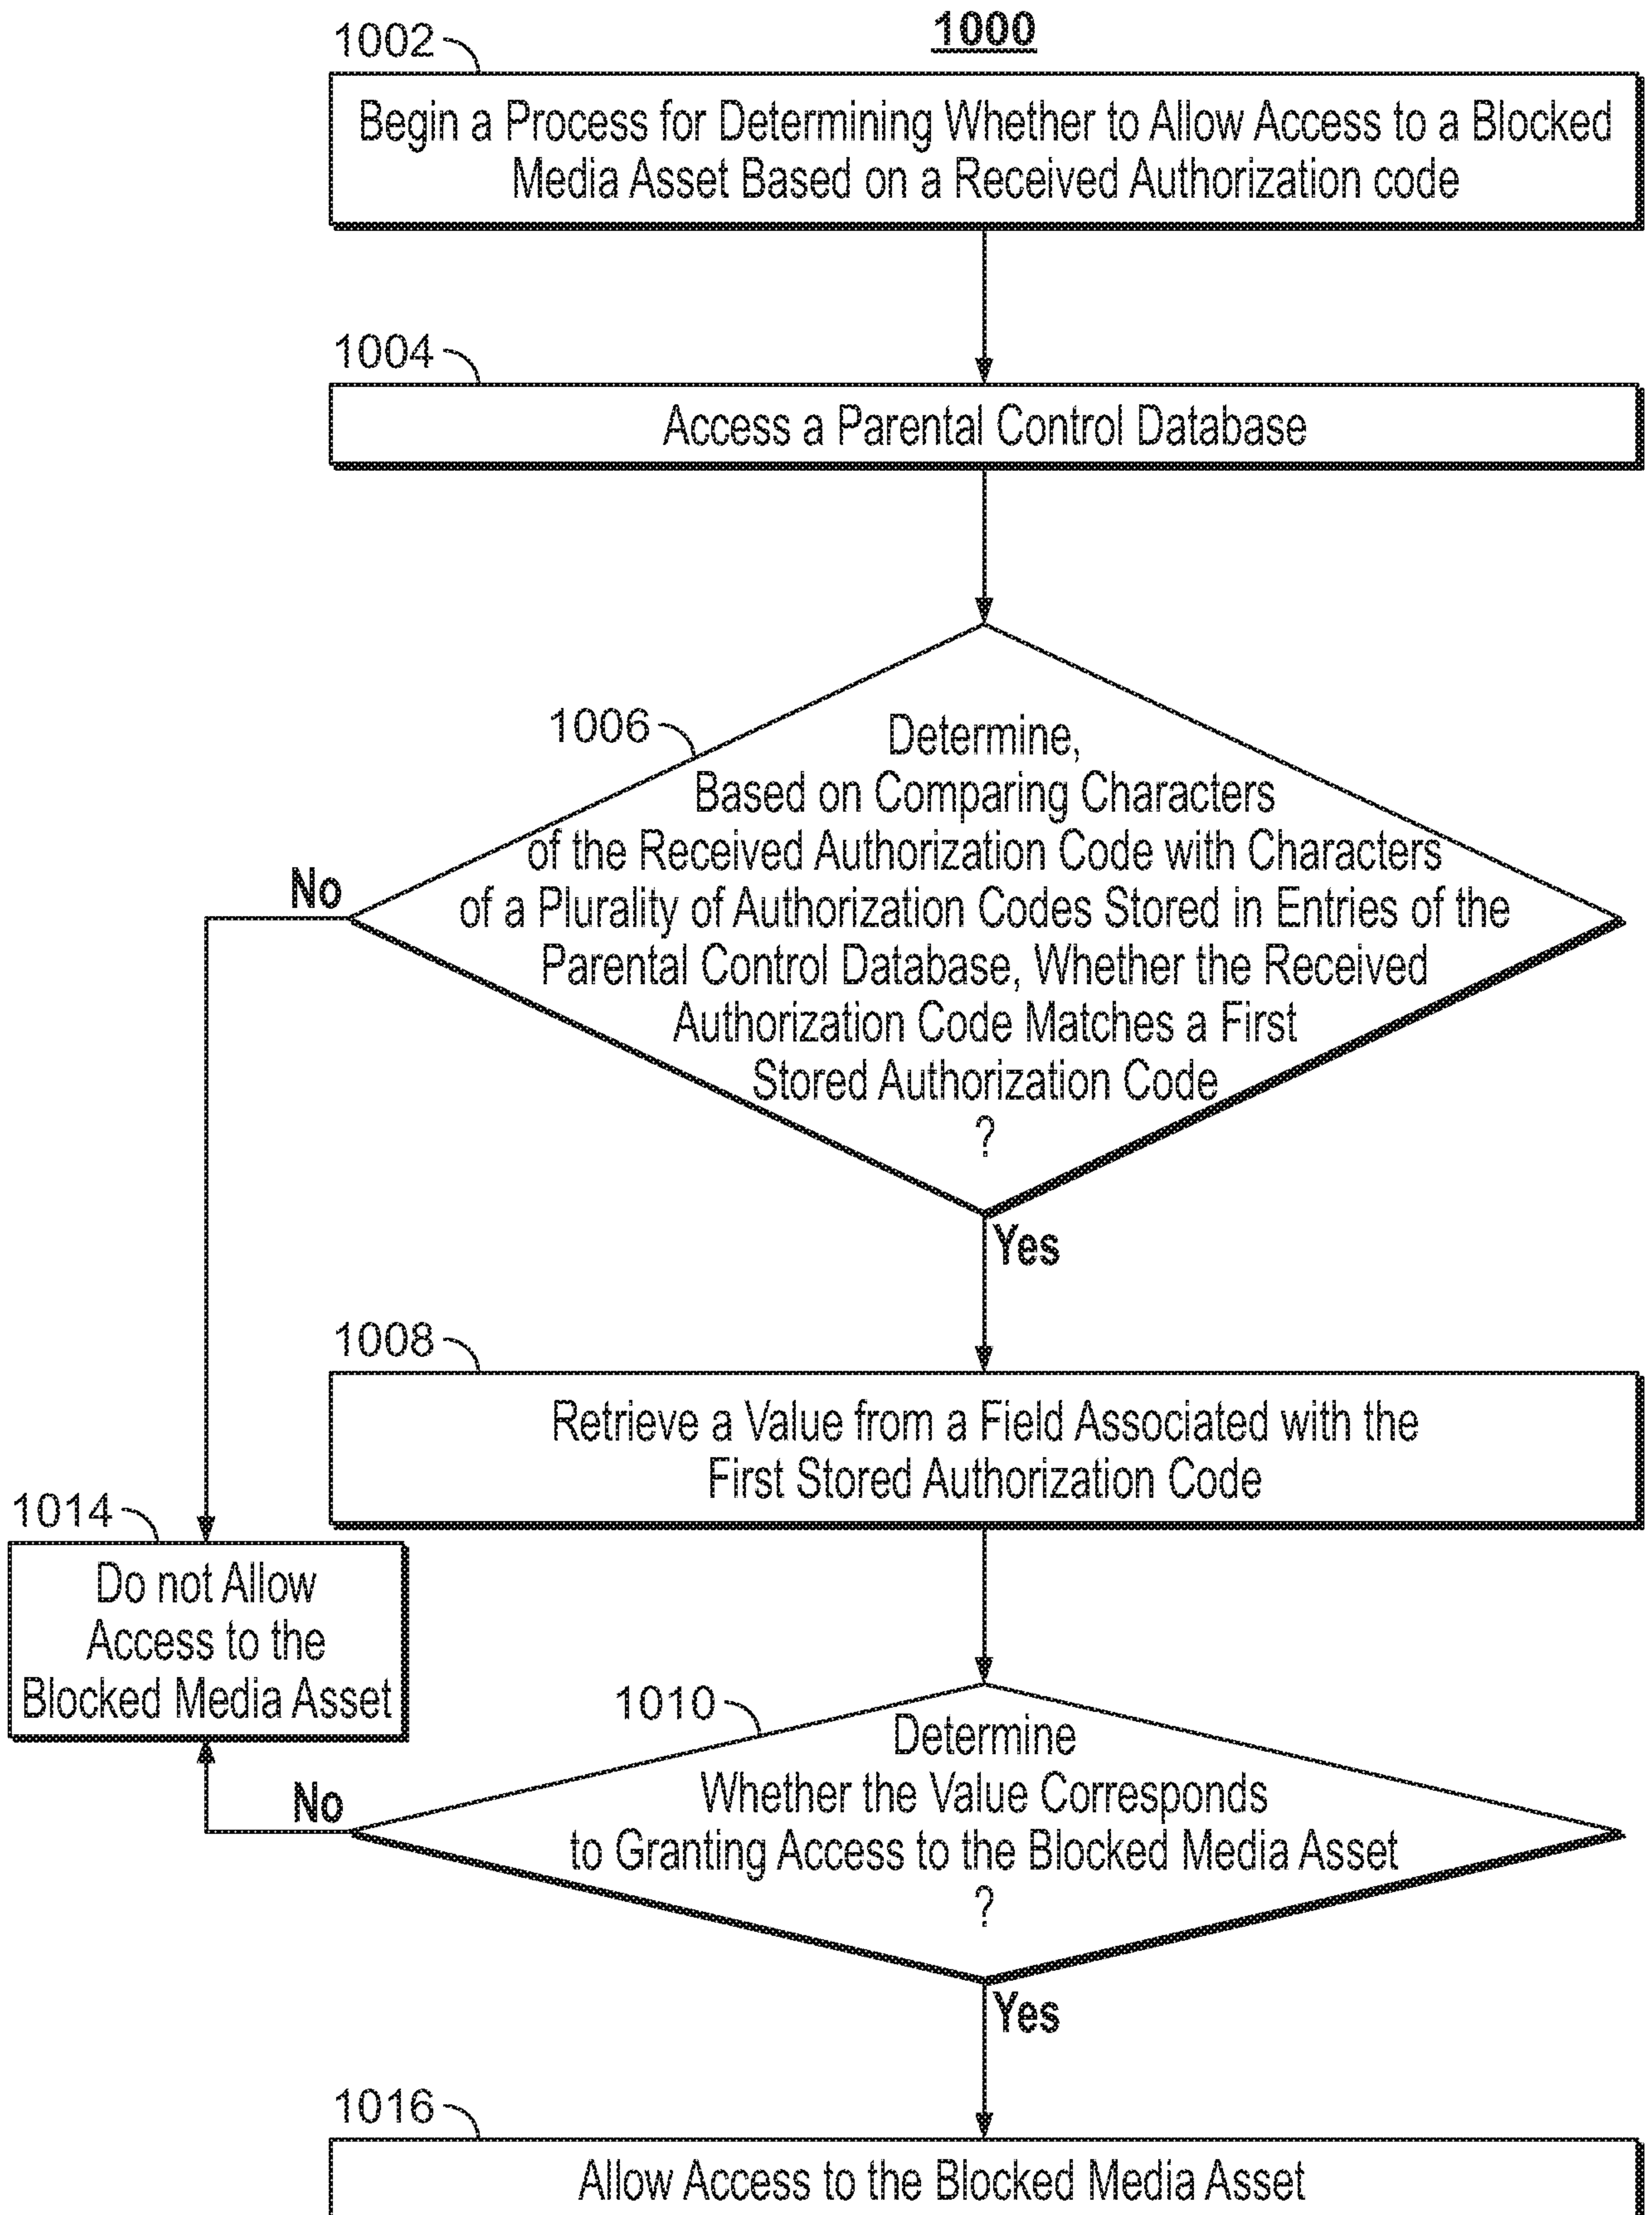 1000
1002
Begin a Process for Determining Whether to Allow Access to a Blocked
Media Asset Based on a Received Authorization code
1004
Access a Parental Control Database
1006
Determine,
Based on Comparing Characters
of the Received Authorization Code with Characters
of a Plurality of Authorization Codes Stored in Entries of the
Parental Control Database, Whether the Received
Authorization Code Matches a First
Stored Authorization Code
?
No
Yes
1008
Retrieve a Value from a Field Associated with the
First Stored Authorization Code
1014
Do not Allow
Access to the
Blocked Media Asset
1010
Determine
Whether the Value Corresponds
to Granting Access to the Blocked Media Asset
?
No
Yes
1016
Allow Access to the Blocked Media Asset